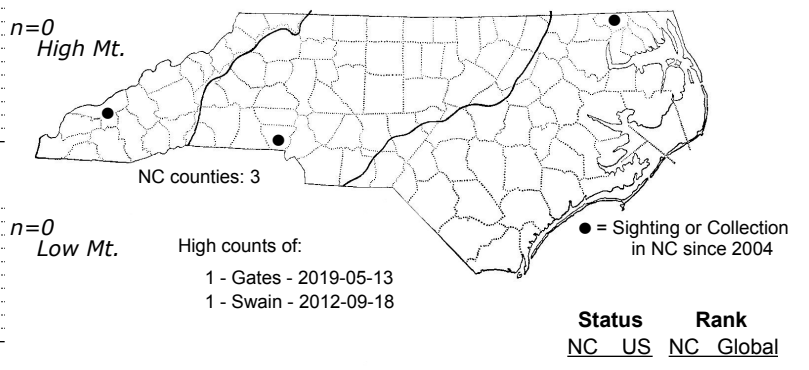 n=0
High Mt.
NC counties: 3
n=0
Low Mt.
High counts of:
1 - Gates - 2019-05-13
1 - Swain - 2012-09-18
● = Sighting or Collection
in NC since 2004
Status Rank
NC US NC Global